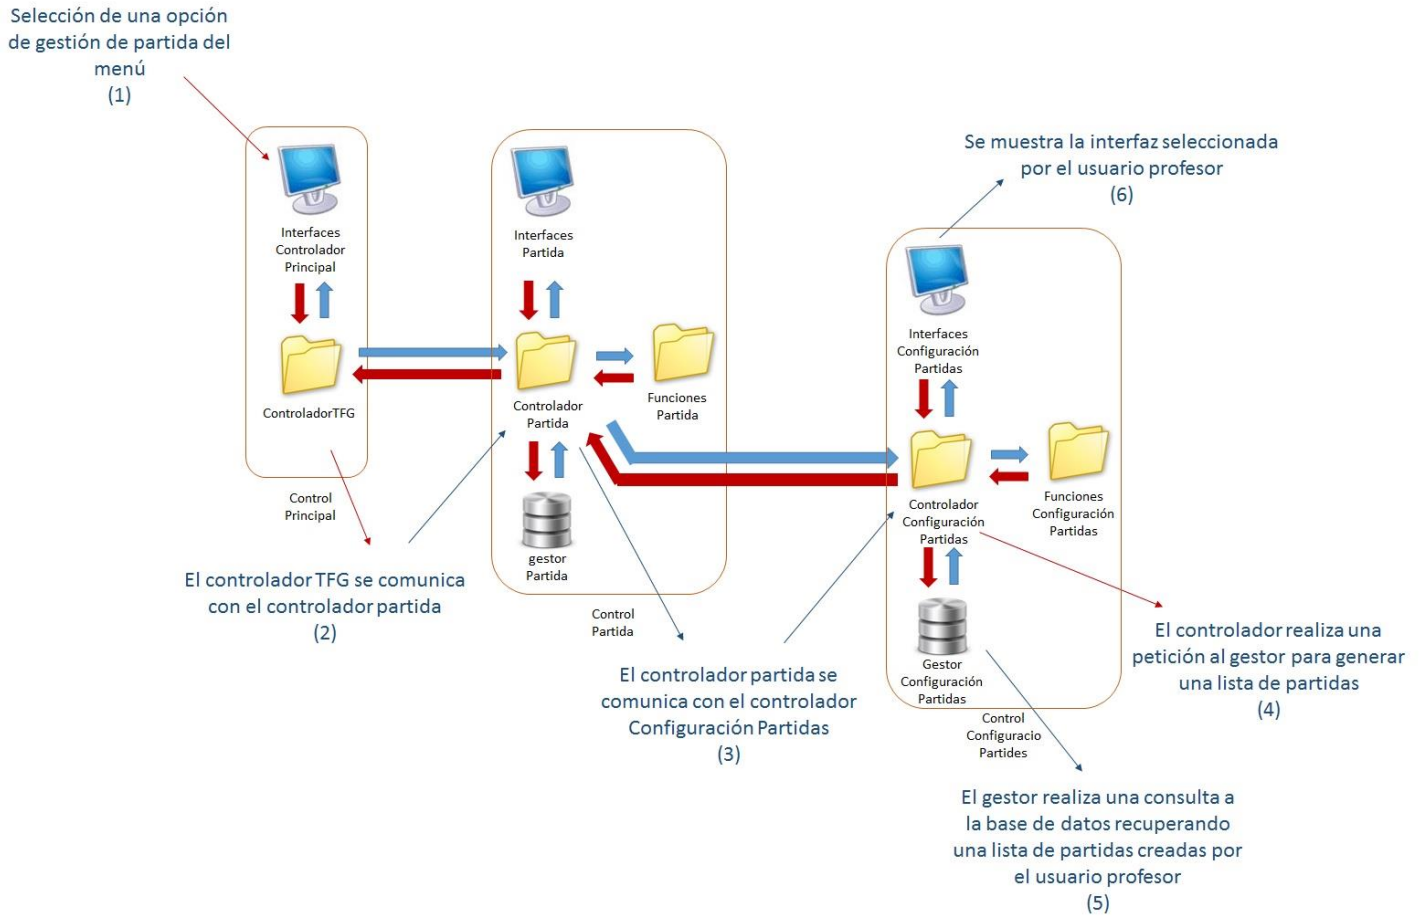 Selección de una opción
de gestión de partida del
menú
(1)
Interfaces
Controlador
Principal
ControladorTFG
Control
Principal
El controlador TFG se comunica
con el controlador partida
(2)
Interfaces
Partida
Controlador
Partida
Funciones
Partida
gestor
Partida
Control
Partida
El controlador partida se
comunica con el controlador
Configuración Partidas
(3)
Se muestra la interfaz seleccionada
por el usuario profesor
(6)
Interfaces
Configuración
Partidas
Controlador
Configuración
Partidas
Funciones
Configuración
Partidas
Gestor
Configuración
Partidas
Control
Configuracio
Partides
El controlador realiza una
petición al gestor para generar
una lista de partidas
(4)
El gestor realiza una consulta a
la base de datos recuperando
una lista de partidas creadas por
el usuario profesor
(5)